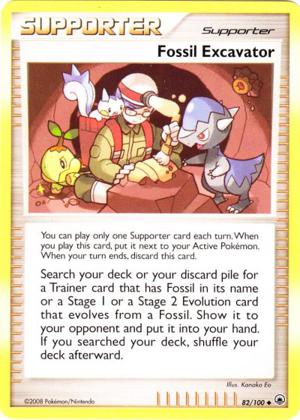 SUPPORTER
Supporter
Fossil Excavator
You can play only one Supporter card each turn. When
you play this card, put it next to your Active Pokémon.
When your turn ends, discard this card.
Search your deck or your discard pile for
a Trainer card that has Fossil in its name
or a Stage 1 or a Stage 2 Evolution card
that evolves from a Fossil. Show it to
your opponent and put it into your hand.
If you searched your deck, shuffle your
deck afterward.
Illus. Kanako Eo
©2008 Pokémon/Nintendo
82/100